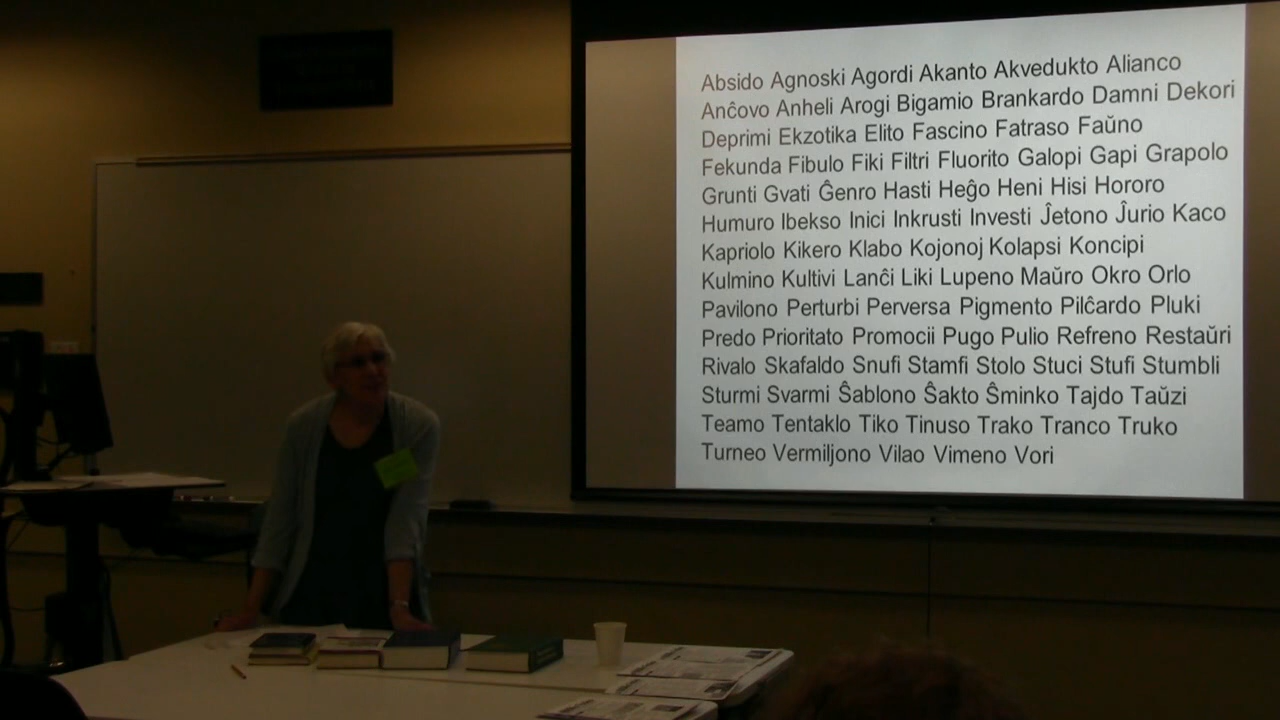 Absido Agnoski Agordi Akanto Akvedukto Alianco
Anĉovo Anheli Arogi Bigamio Brankardo Damni Dekori
Deprimi Ekzotika Elito Fascino Fatraso Faŭno
Fekunda Fibulo Fiki Filtri Fluorito Galopi Gapi Grapolo
Grunti Gvati Ĝenro Hasti Heĝo Heni Hisi Hororo
Humuro Ibekso Inici Inkrusti Investi Ĵetono Ĵurio Kaco
Kapriolo Kikero Klabo Kojonoj Kolapsi Koncipi
Kulmino Kultivi Lanĉi Liki Lupeno Maŭro Okro Orlo
Pavilono Perturbi Perversa Pigmento Pilĉardo Pluki
Predo Prioritato Promocii Pugo Pulio Refreno Restaŭri
Rivalo Skafaldo Snufi Stamfi Stolo Stuci Stufi Stumbli
Sturmi Svarmi Ŝablono Ŝakto Ŝminko Tajdo Taŭzi
Teamo Tentaklo Tiko Tinuso Trako Tranco Truko
Turneo Vermiljono Vilao Vimeno Vori